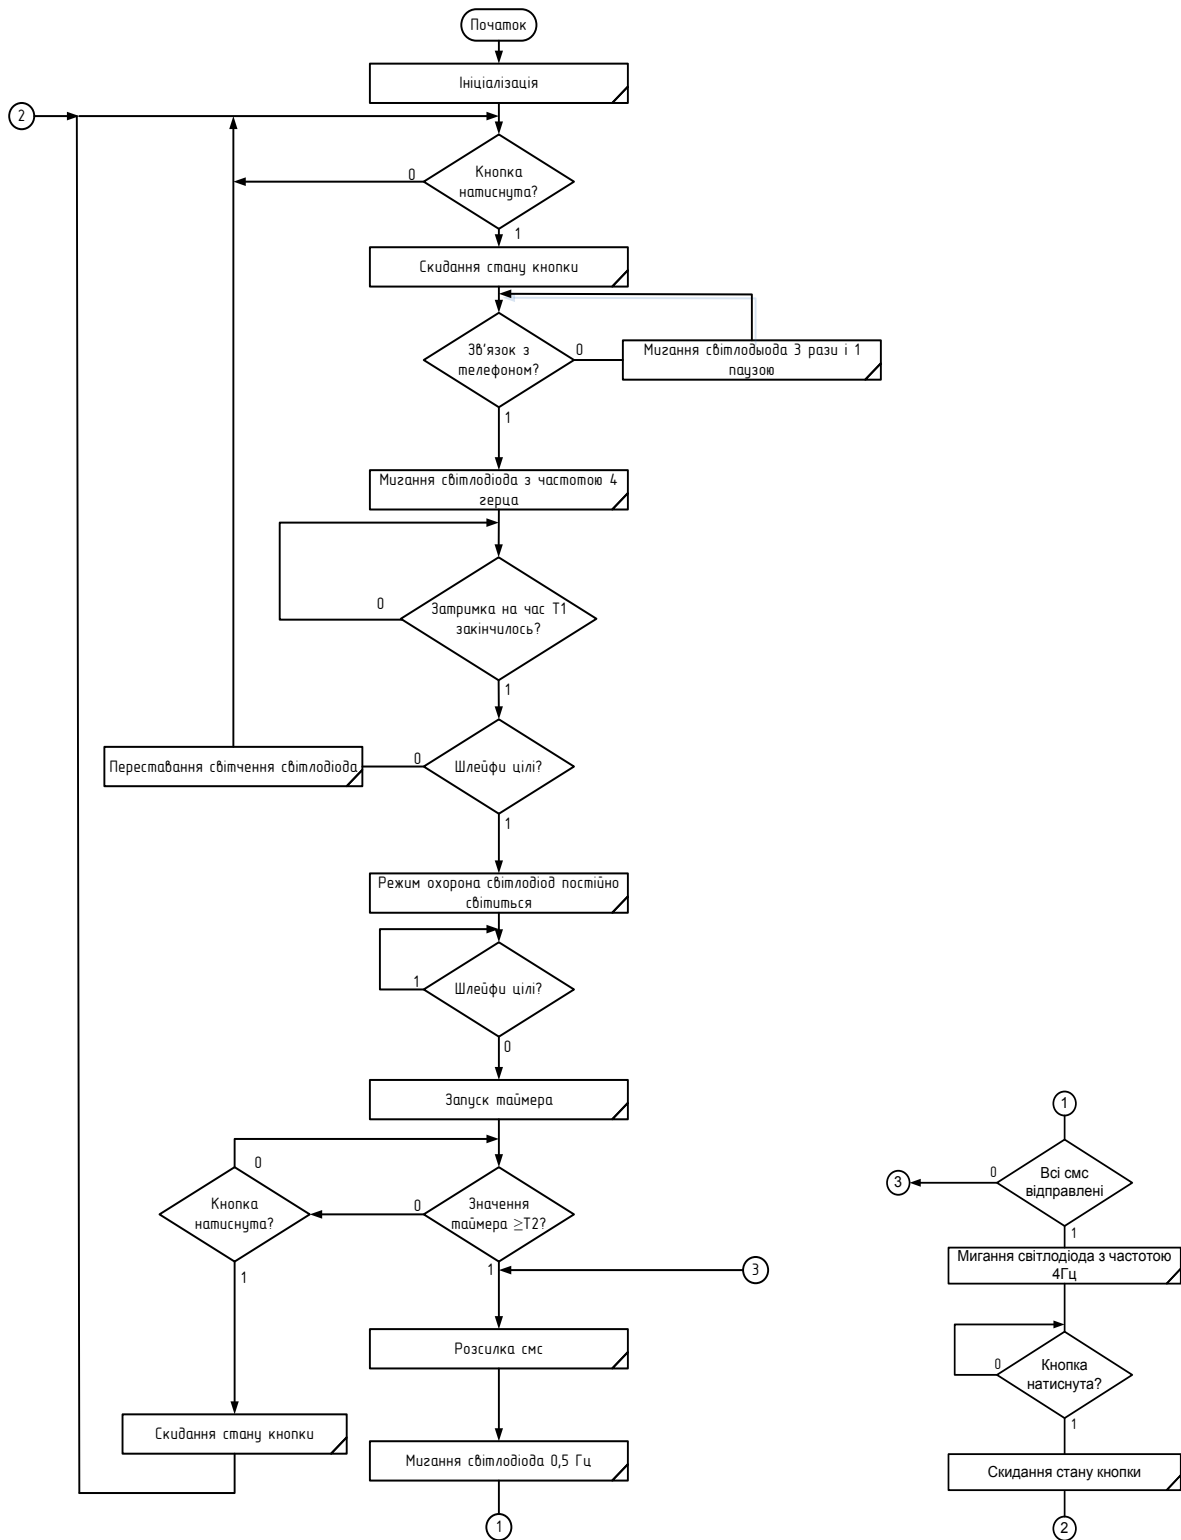 Початок
Ініціалізація
2
Кнопка
натиснута?
0
1
Скидання стану кнопки
Зв'язок з
телефоном?
0
Мигання світлодыода 3 рази і 1
паузою
1
Мигання світлодіода з частотою 4
герца
Затримка на час Т1
закінчилось?
0
1
Переставання світчення світлодіода
0
Шлейфи цілі?
1
Режим охорона світлодіод постійно
світиться
1
Шлейфи цілі?
0
Запуск таймера
0
Кнопка
натиснута?
0
Значення
таймера ≥Т2?
1
1
3
Розсилка смс
Скидання стану кнопки
Мигання світлодіода 0,5 Гц
1
1
3
0
Всі смс
відправлені
1
Мигання світлодіода з частотою
4Гц
0
Кнопка
натиснута?
1
Скидання стану кнопки
2